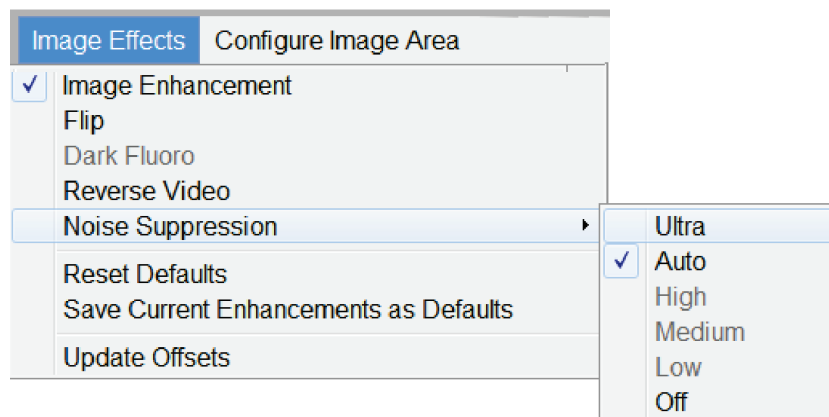 Image Effects Configure Image Area
Image Enhancement
Flip
Dark Fluoro
Reverse Video
Noise Suppression
Reset Defaults
Save Current Enhancements as Defaults
Update Offsets
Ultra
Auto
High
Medium
Low
Off